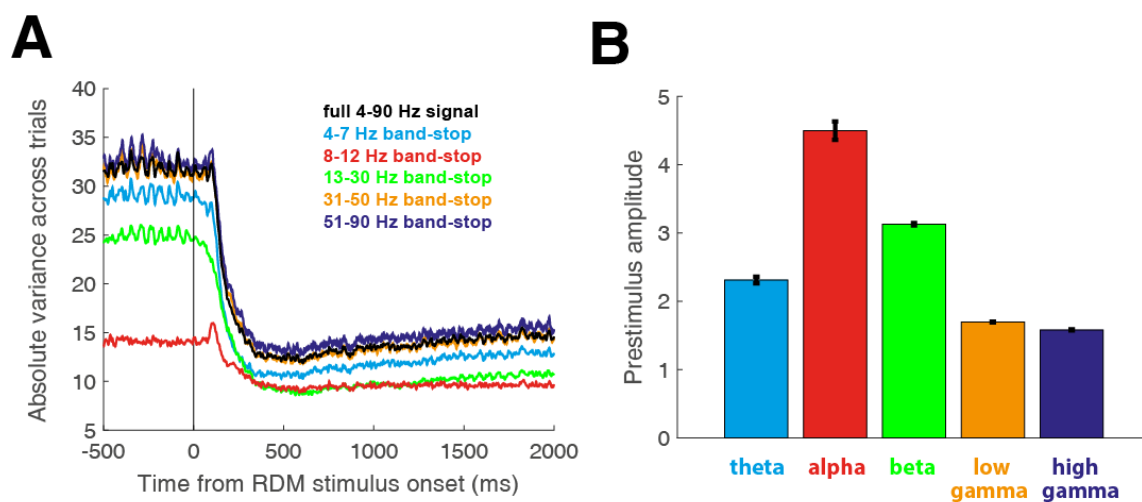 A
Absolute variance across trials
40
35
30
25
20
15
10
5
full 4-90 Hz signal
4-7 Hz band-stop
8-12 Hz band-stop
13-30 Hz band-stop
31-50 Hz band-stop
51-90 Hz band-stop
-500 0 500 1000 1500 2000
Time from RDM stimulus onset (ms)
B
Prestimulus amplitude
5
4
3
2
1
0
theta alpha beta low gamma high gamma